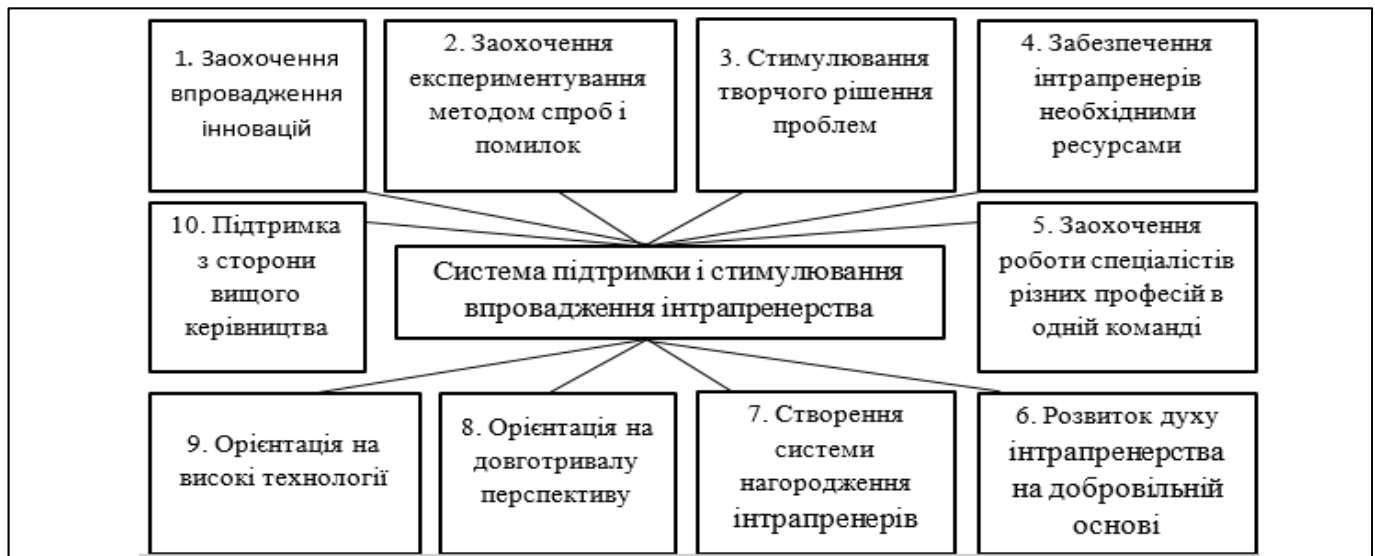 1. Заохочення
впровадження
інновацій
2. Заохочення
експериментування
методом спроб і
помилок
3. Стимулювання
творчого рішення
проблем
4. Забезпечення
інтрапренерів
необхідними
ресурсами
10. Підтримка
з сторони
вищого
керівництва
Система підтримки і стимулювання
впровадження інтрапренерства
5. Заохочення
роботи спеціалістів
різних професій в
одній команді
9. Орієнтація на
високі технології
8. Орієнтація на
довготривалу
перспективу
7. Створення
системи
нагородження
інтрапренерів
6. Розвиток духу
інтрапренерства
на добровільній
основі